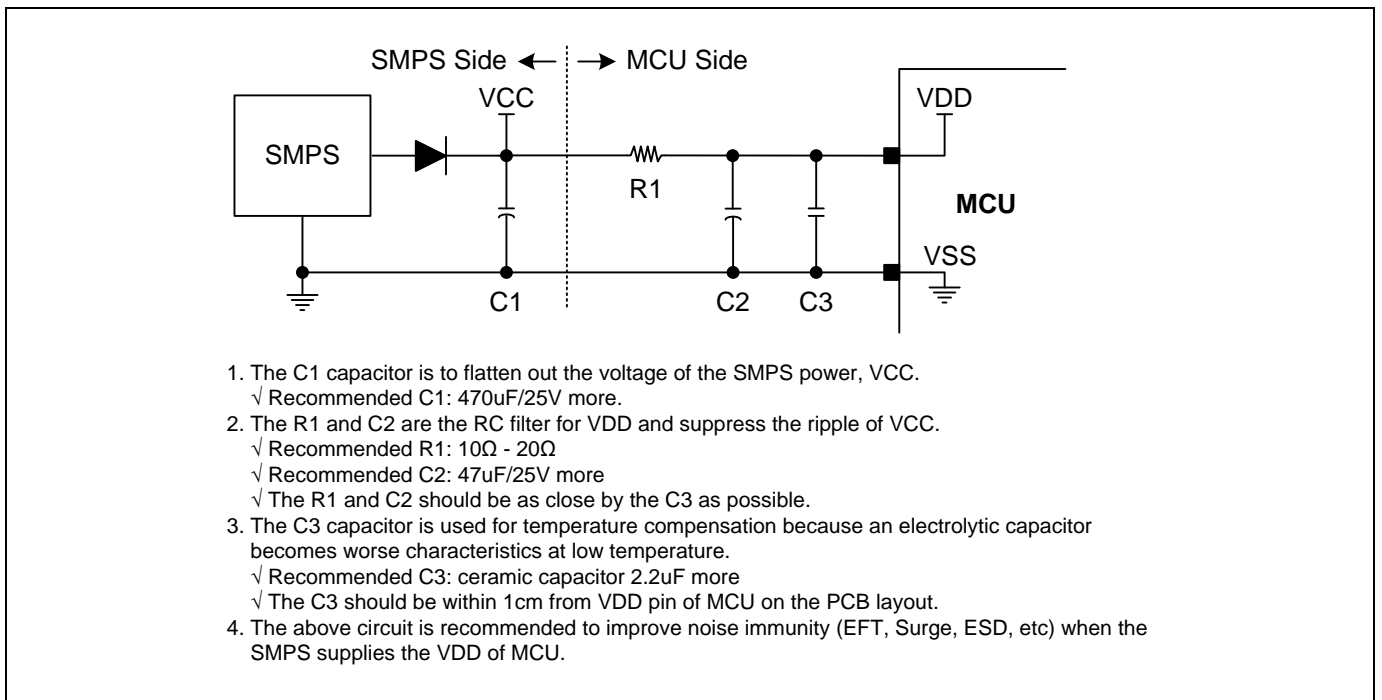 SMPS Side
MCU Side
VCC
VDD
SMPS
R1
MCU
VSS
C1
C2
C3
1. The C1 capacitor is to flatten out the voltage of the SMPS power, VCC.
√ Recommended C1: 470uF/25V more.
2. The R1 and C2 are the RC filter for VDD and suppress the ripple of VCC.
√ Recommended R1: 10Ω - 20Ω
√ Recommended C2: 47uF/25V more
√ The R1 and C2 should be as close by the C3 as possible.
3. The C3 capacitor is used for temperature compensation because an electrolytic capacitor
becomes worse characteristics at low temperature.
√ Recommended C3: ceramic capacitor 2.2uF more
√ The C3 should be within 1cm from VDD pin of MCU on the PCB layout.
4. The above circuit is recommended to improve noise immunity (EFT, Surge, ESD, etc) when the
SMPS supplies the VDD of MCU.